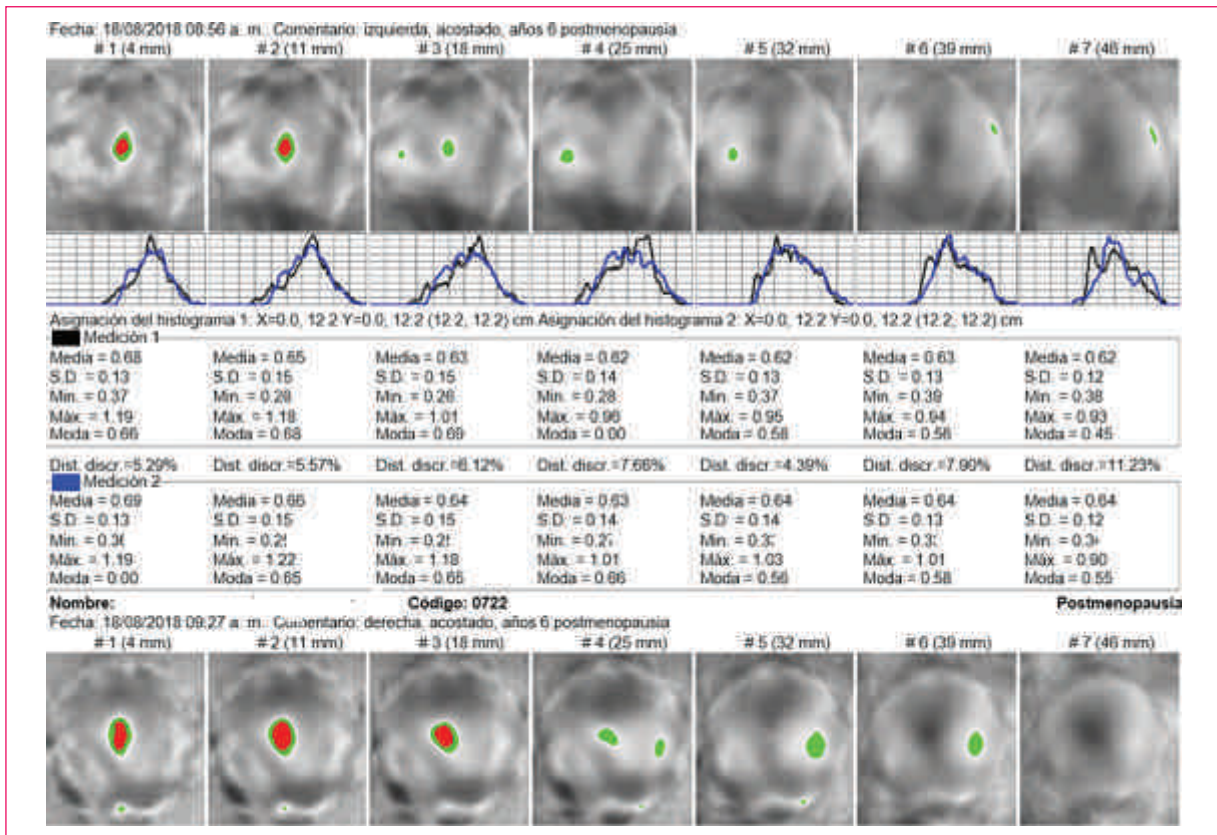 Fecha: 18/08/2018 08:56 a. m. Comentario: izquierda, acostado, años 6 postmenopausia
# 1 (4 mm) # 2 (11 mm) # 3 (18 mm) # 4 (25 mm) # 5 (32 mm) # 6 (39 mm) # 7 (46 mm)
Asignación del histograma 1: X=0.0, 12.2 Y=0.0, 12.2 (12.2, 12.2) cm Asignación del histograma 2: X=0.0, 12.2 Y=0.0, 12.2 (12.2, 12.2) cm
Medición 1
Media = 0.68 Media = 0.65 Media = 0.63 Media = 0.62 Media = 0.62 Media = 0.63 Media = 0.62
S.D. = 0.13 S.D. = 0.15 S.D. = 0.15 S.D. = 0.14 S.D. = 0.13 S.D. = 0.13 S.D. = 0.12
Min. = 0.37 Min. = 0.28 Min. = 0.26 Min. = 0.28 Min. = 0.37 Min. = 0.39 Min. = 0.38
Máx. = 1.19 Máx. = 1.18 Máx. = 1.01 Máx. = 0.96 Máx. = 0.95 Máx. = 0.94 Máx. = 0.93
Moda = 0.66 Moda = 0.68 Moda = 0.69 Moda = 0.00 Moda = 0.58 Moda = 0.56 Moda = 0.45
Dist. discr.=5.29% Dist. discr.=5.57% Dist. discr.=6.12% Dist. discr.=7.66% Dist. discr.=4.39% Dist. discr.=7.90% Dist. discr.=11.23%
Medición 2
Media = 0.69 Media = 0.66 Media = 0.64 Media = 0.63 Media = 0.64 Media = 0.64 Media = 0.64
S.D. = 0.13 S.D. = 0.15 S.D. = 0.15 S.D. = 0.14 S.D. = 0.14 S.D. = 0.13 S.D. = 0.12
Min. = Min. = Min. = Min. = Min. = Min. = Min. =
Máx. = 1.19 Máx. = 1.22 Máx. = 1.18 Máx. = 1.01 Máx. = 1.03 Máx. = 1.01 Máx. = 0.90
Moda = 0.00 Moda = 0.65 Moda = 0.65 Moda = 0.66 Moda = 0.56 Moda = 0.58 Moda = 0.55
Nombre: Código: 0722 Postmenopausia
Fecha: 18/08/2018 09:27 a. m. Comentario: derecha, acostado, años 6 postmenopausia
# 1 (4 mm) # 2 (11 mm) # 3 (18 mm) # 4 (25 mm) # 5 (32 mm) # 6 (39 mm) # 7 (46 mm)